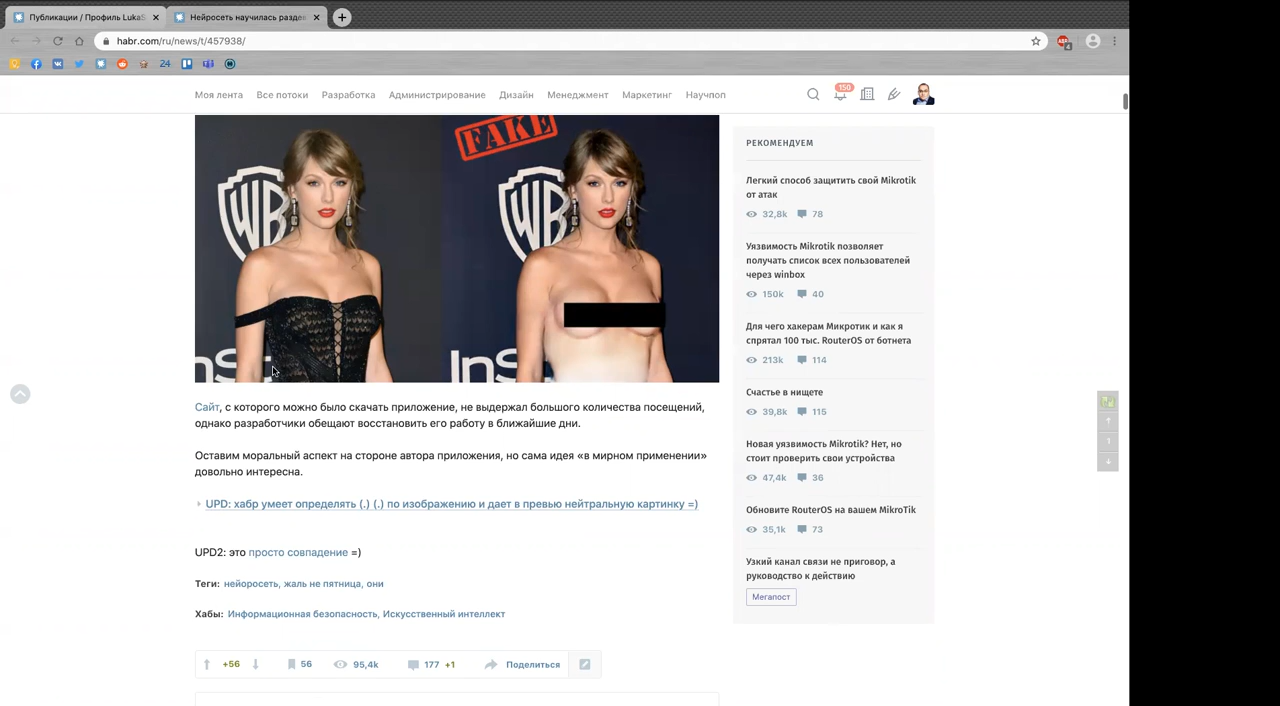 Публикации / Профиль LukaS
Нейросеть научилась раздев
habr.com/ru/news/t/457938/
4
24
Моя лента Все потоки Разработка Администрирование Дизайн Менеджмент Маркетинг Научпоп
150
FAKE
WB
WB
InS
InS
РЕКОМЕНДУЕМ
Легкий способ защитить свой Mikrotik
от атак
32,8k 78
Уязвимость Mikrotik позволяет
получать список всех пользователей
через winbox
150k 40
Для чего хакерам Микротик и как я
спрятал 100 тыс. RouterOS от ботнета
213k 114
Счастье в нищете
39,8k 115
Новая уязвимость Mikrotik? Нет, но
стоит проверить свои устройства
47,4k 36
Обновите RouterOS на вашем MikroTik
35,1k 73
Узкий канал связи не приговор, а
руководство к действию
Мегапост
Сайт, с которого можно было скачать приложение, не выдержал большого количества посещений,
однако разработчики обещают восстановить его работу в ближайшие дни.
Оставим моральный аспект на стороне автора приложения, но сама идея «в мирном применении»
довольно интересна.
UPD: хабр умеет определять (.) (.) по изображению и дает в превью нейтральную картинку =)
UPD2: это просто совпадение =)
Теги: нейоросеть, жаль не пятница, они
Хабы: Информационная безопасность, Искусственный интеллект
+56 56 95,4k 177 +1 Поделиться
1